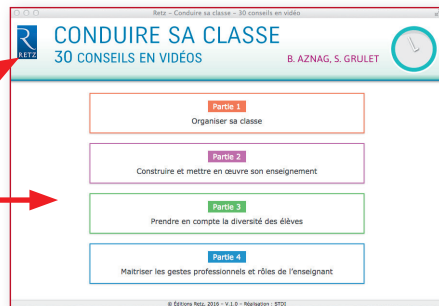 Retz – Conduire sa classe – 30 conseils en vidéo
RETZ
CONDUIRE SA CLASSE
30 CONSEILS EN VIDÉOS
B. AZNAG, S. GRULET
Partie 1
Organiser sa classe
Partie 2
Construire et mettre en œuvre son enseignement
Partie 3
Prendre en compte la diversité des élèves
Partie 4
Maitriser les gestes professionnels et rôles de l'enseignant
© Éditions Retz, 2016 – V.1.0 – Réalisation : STDI